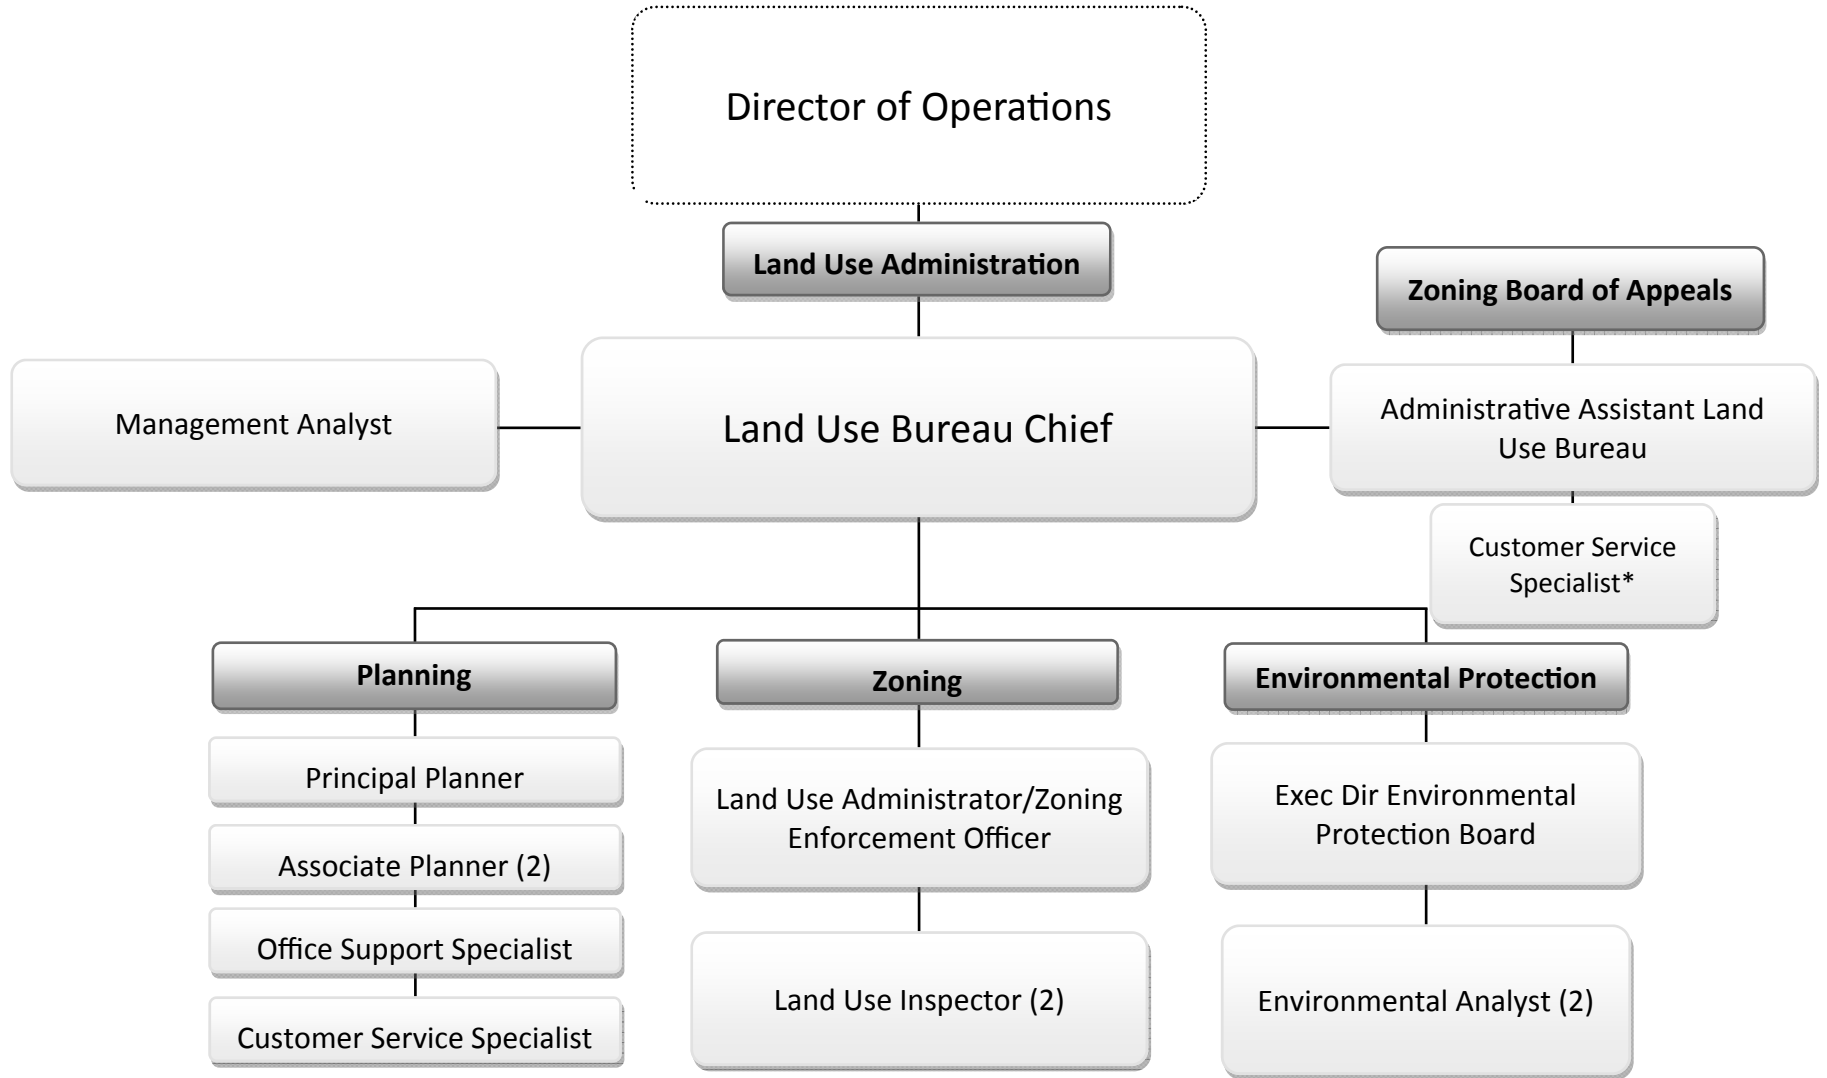 Director of Operations
Land Use Administration
Zoning Board of Appeals
Management Analyst
Land Use Bureau Chief
Administrative Assistant Land
Use Bureau
Customer Service
Specialist*
Planning
Zoning
Environmental Protection
Principal Planner
Associate Planner (2)
Office Support Specialist
Customer Service Specialist
Land Use Administrator/Zoning
Enforcement Officer
Land Use Inspector (2)
Exec Dir Environmental
Protection Board
Environmental Analyst (2)